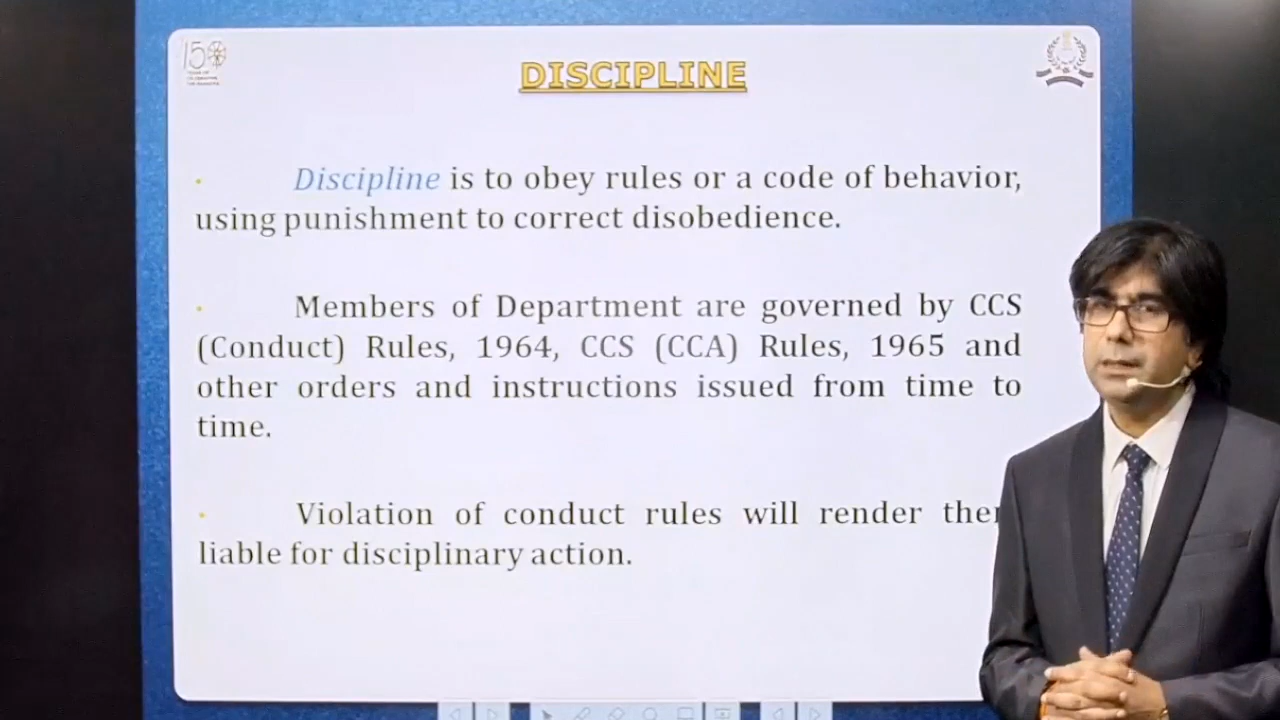 150
DISCIPLINE
Discipline is to obey rules or a code of behavior,
using punishment to correct disobedience.
Members of Department are governed by CCS
(Conduct) Rules, 1964, CCS (CCA) Rules, 1965 and
other orders and instructions issued from time to
time.
Violation of conduct rules will render
liable for disciplinary action.